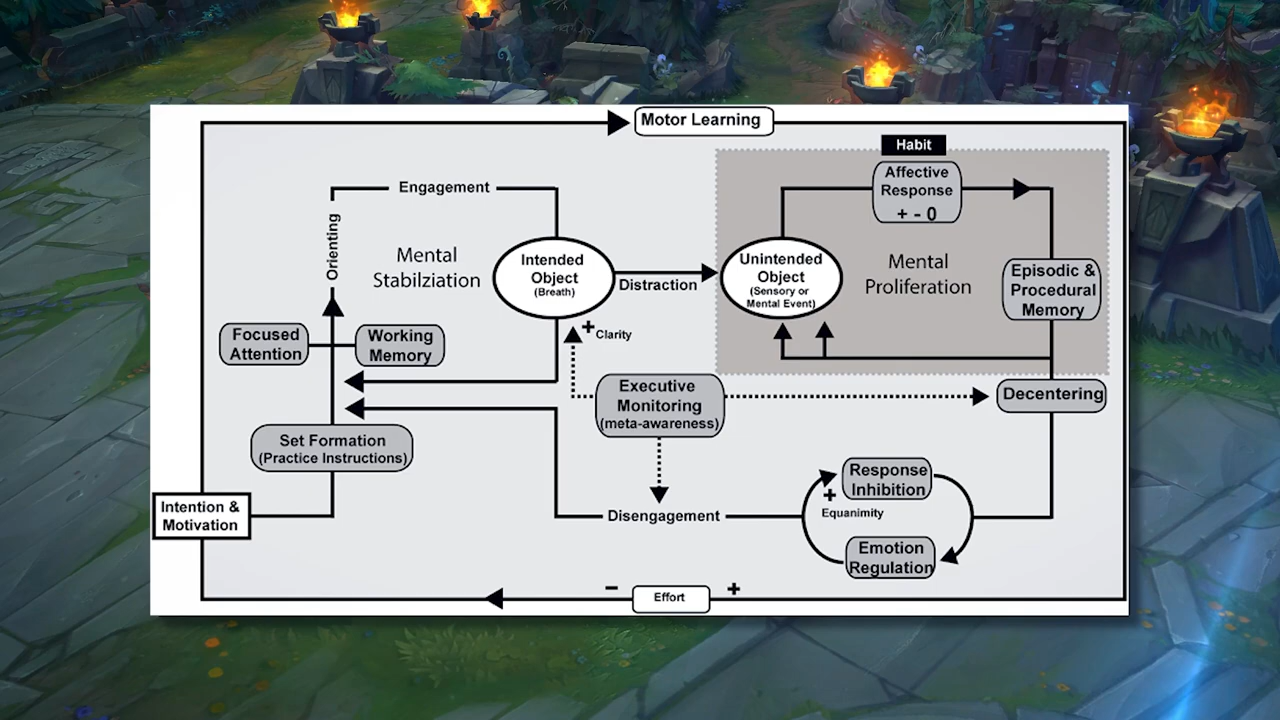 Motor Learning
Habit
Affective
Response
+ - 0
Engagement
Orienting
Mental
Stabilziation
Intended
Object
(Breath)
Distraction
Unintended
Object
(Sensory or
Mental Event)
Mental
Proliferation
Episodic &
Procedural
Memory
Focused
Attention
Working
Memory
+
Clarity
Executive
Monitoring
(meta-awareness)
Decentering
Set Formation
(Practice Instructions)
Response
Inhibition
+
Equanimity
Intention &
Motivation
Disengagement
Emotion
Regulation
- +
Effort